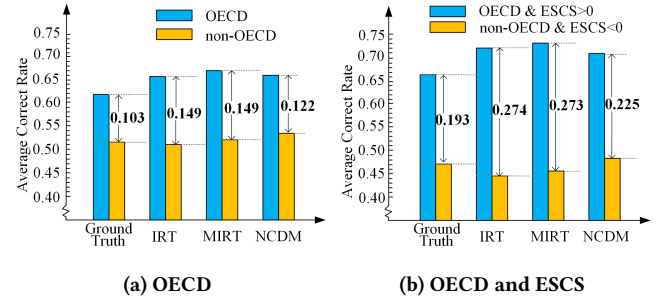 OECD
non-OECD
Average Correct Rate
0.75
0.70
0.65
0.60
0.55
0.50
0.45
0.40
0.103
0.149
0.149
0.122
Ground Truth
IRT
MIRT
NCDM
(a) OECD
OECD & ESCS>0
non-OECD & ESCS<0
Average Correct Rate
0.75
0.70
0.65
0.60
0.55
0.50
0.45
0.40
0.193
0.274
0.273
0.225
Ground Truth
IRT
MIRT
NCDM
(b) OECD and ESCS